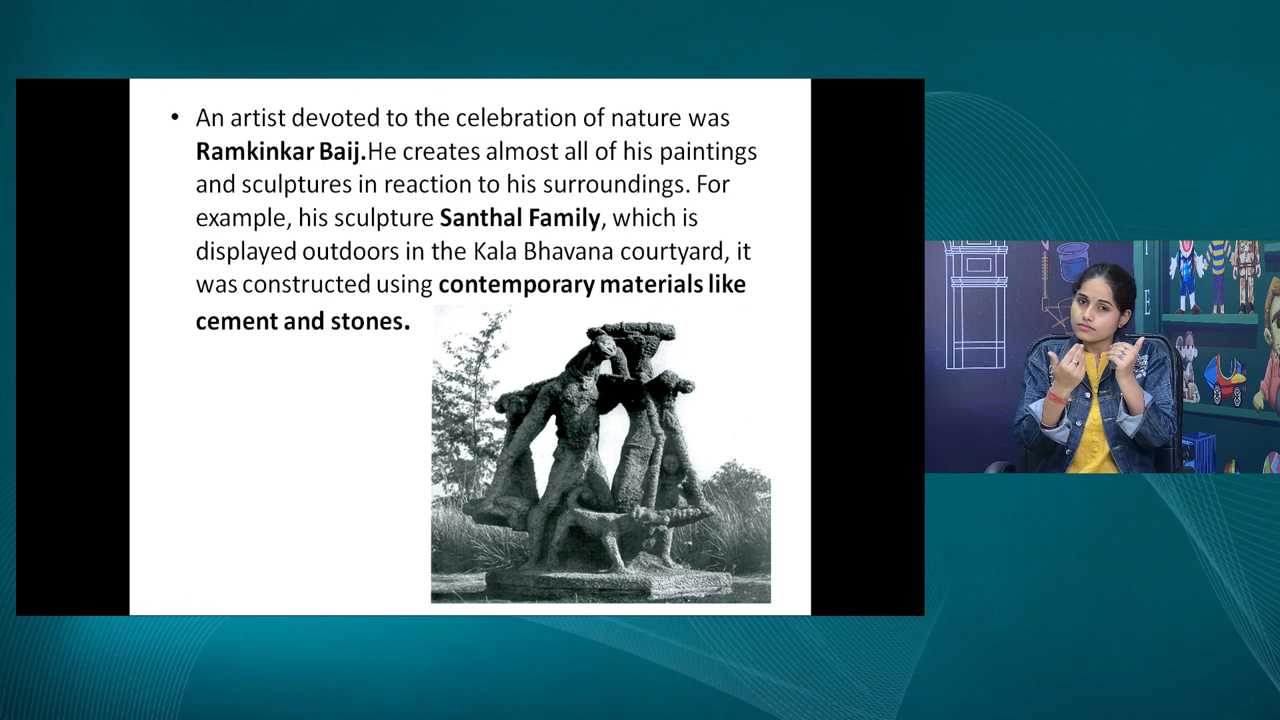 • An artist devoted to the celebration of nature was
Ramkinkar Baij.He creates almost all of his paintings
and sculptures in reaction to his surroundings. For
example, his sculpture Santhal Family, which is
displayed outdoors in the Kala Bhavana courtyard, it
was constructed using contemporary materials like
cement and stones.